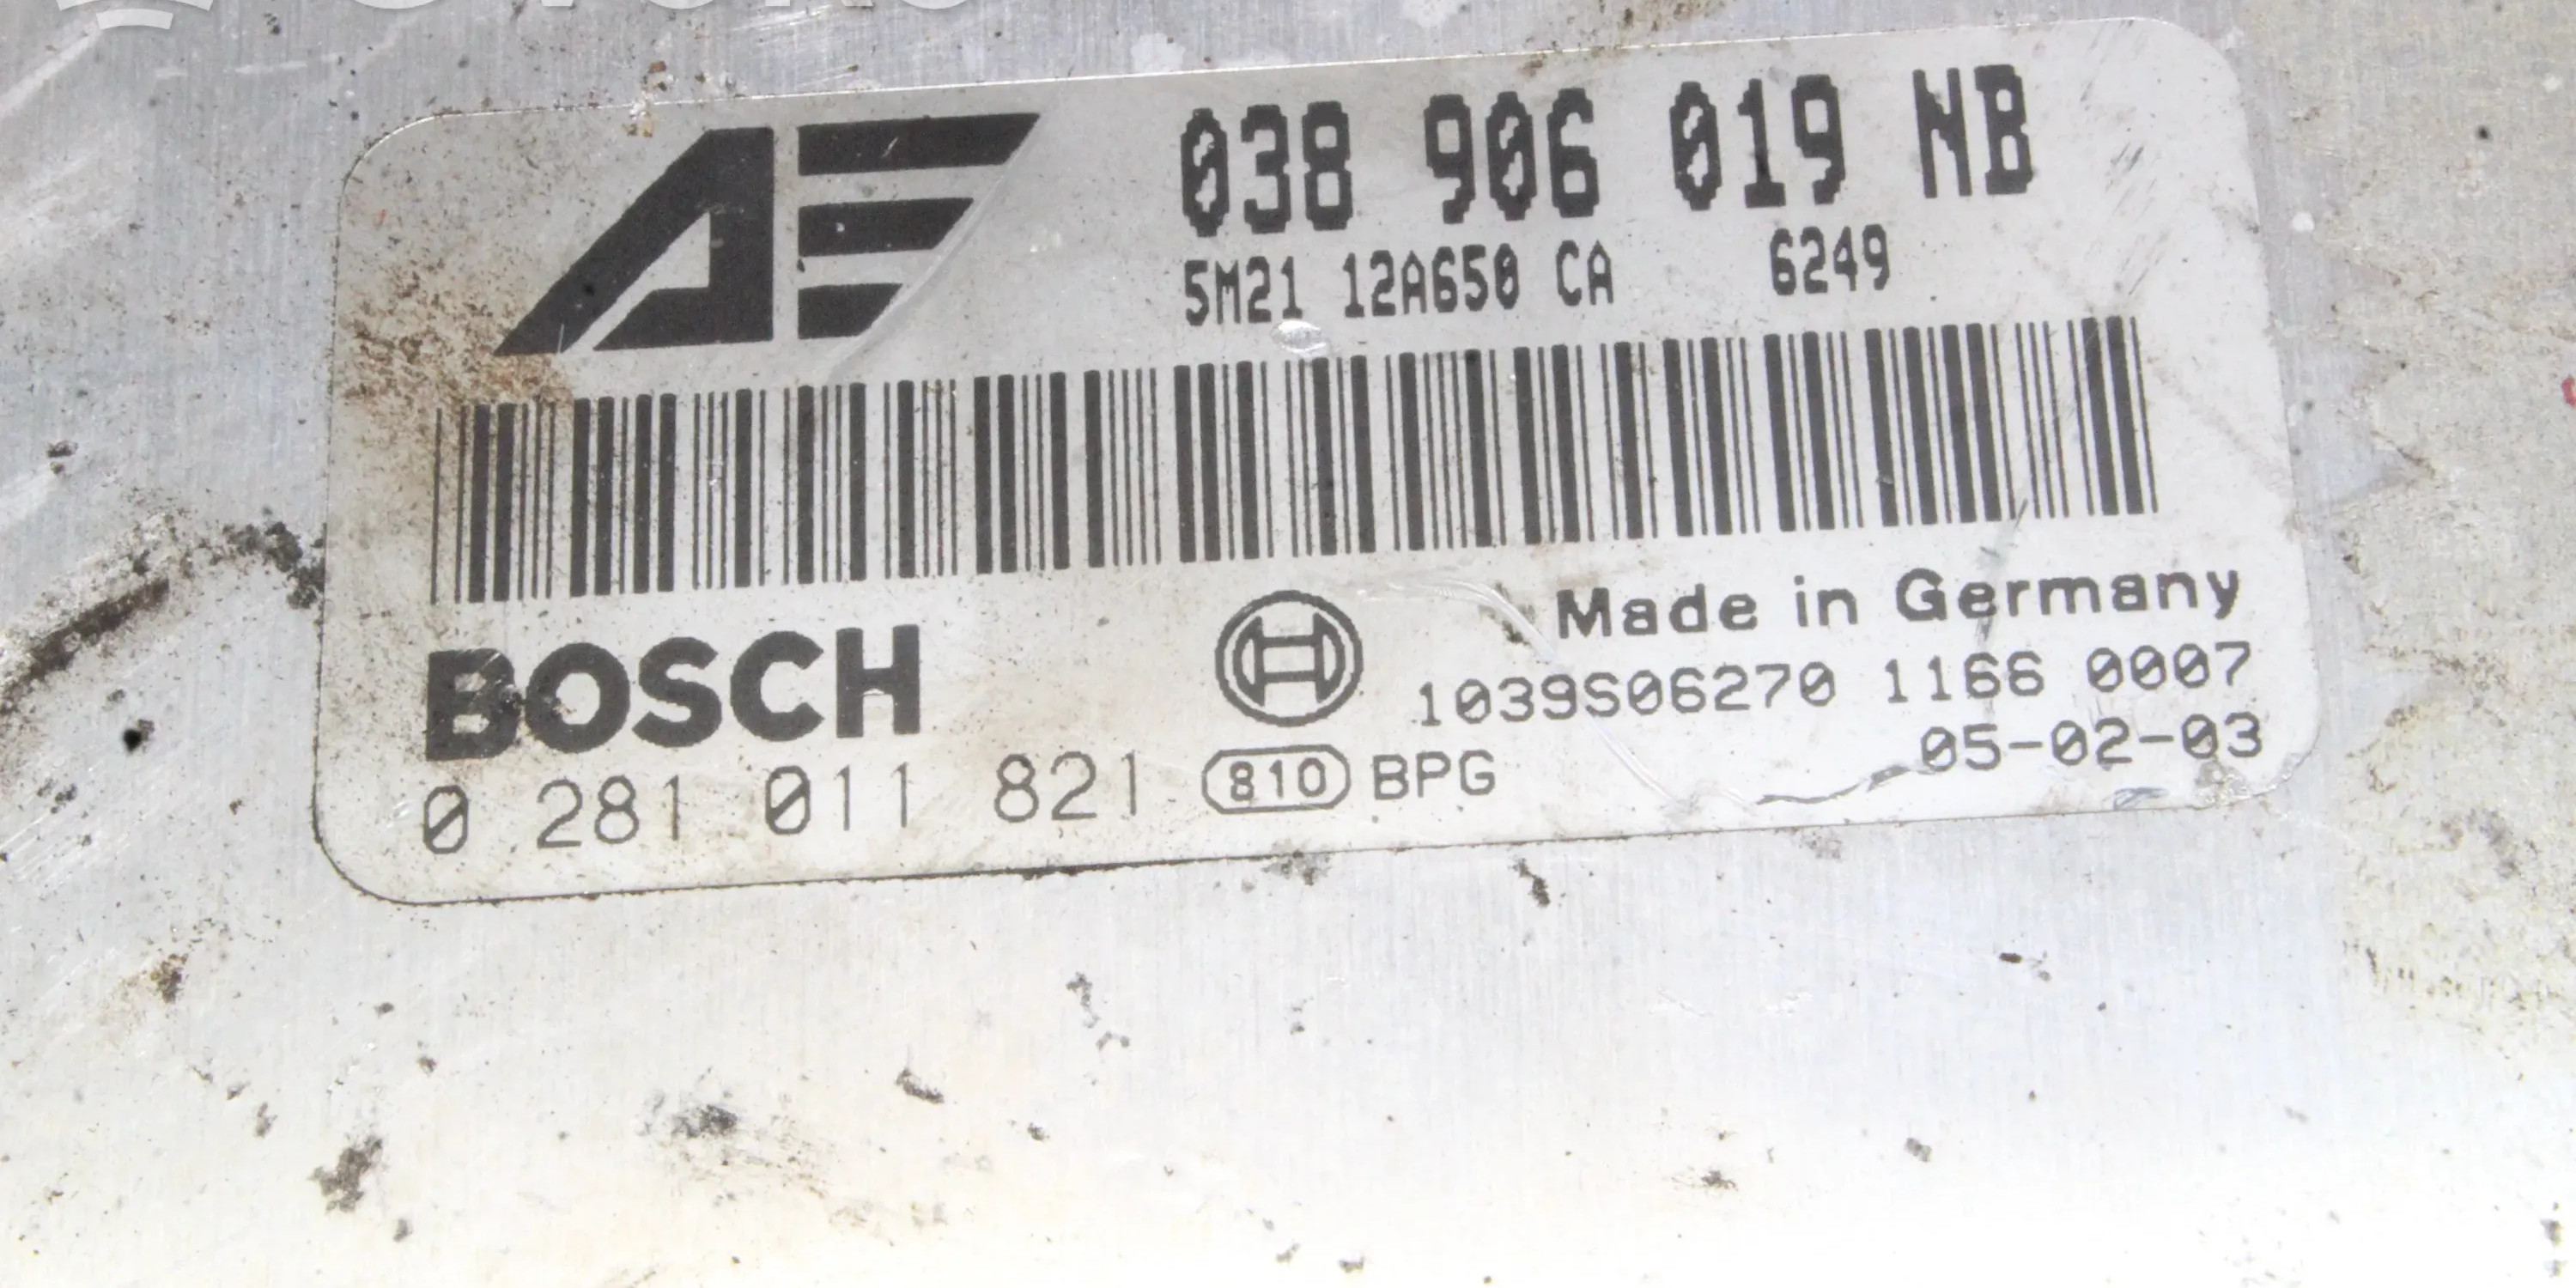 AE
038 906 019 NB
5M21 12A650 CA 6249
BOSCH
Made in Germany
1039S06270 1166 0007
05-02-03
0 281 011 821 810 BPG